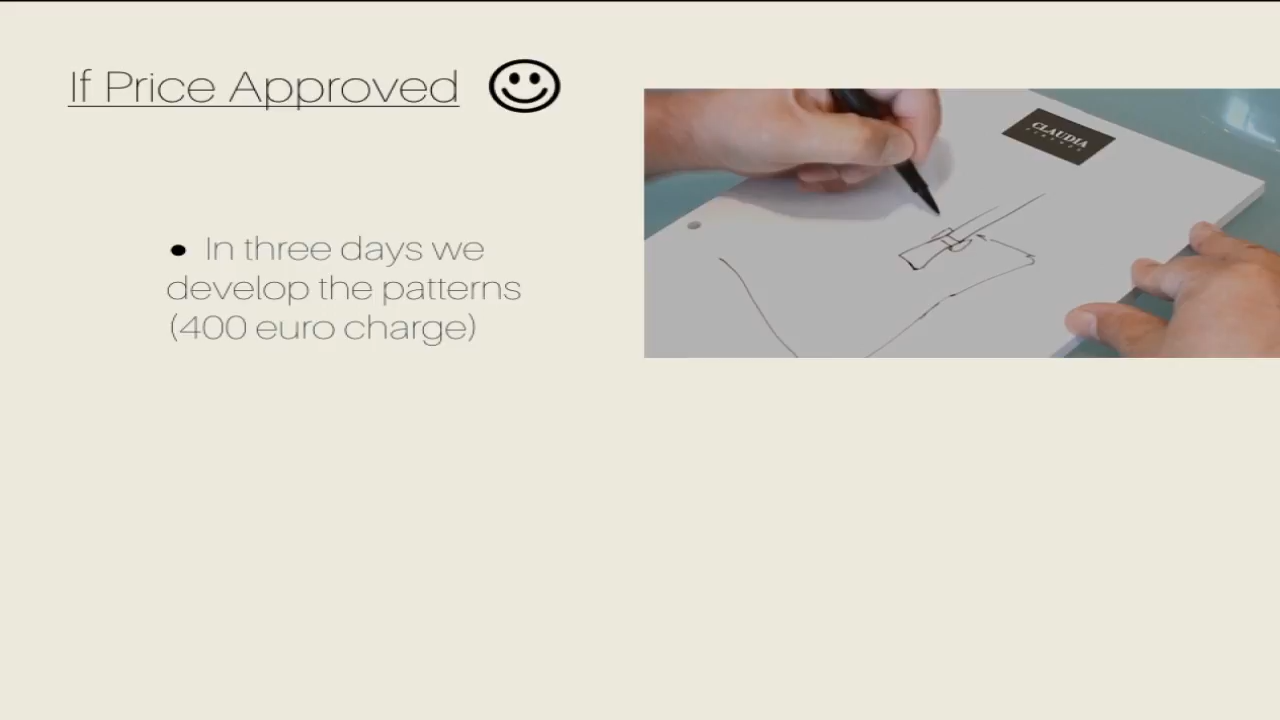 If Price Approved
• In three days we
develop the patterns
(400 euro charge)
CLAUDIA